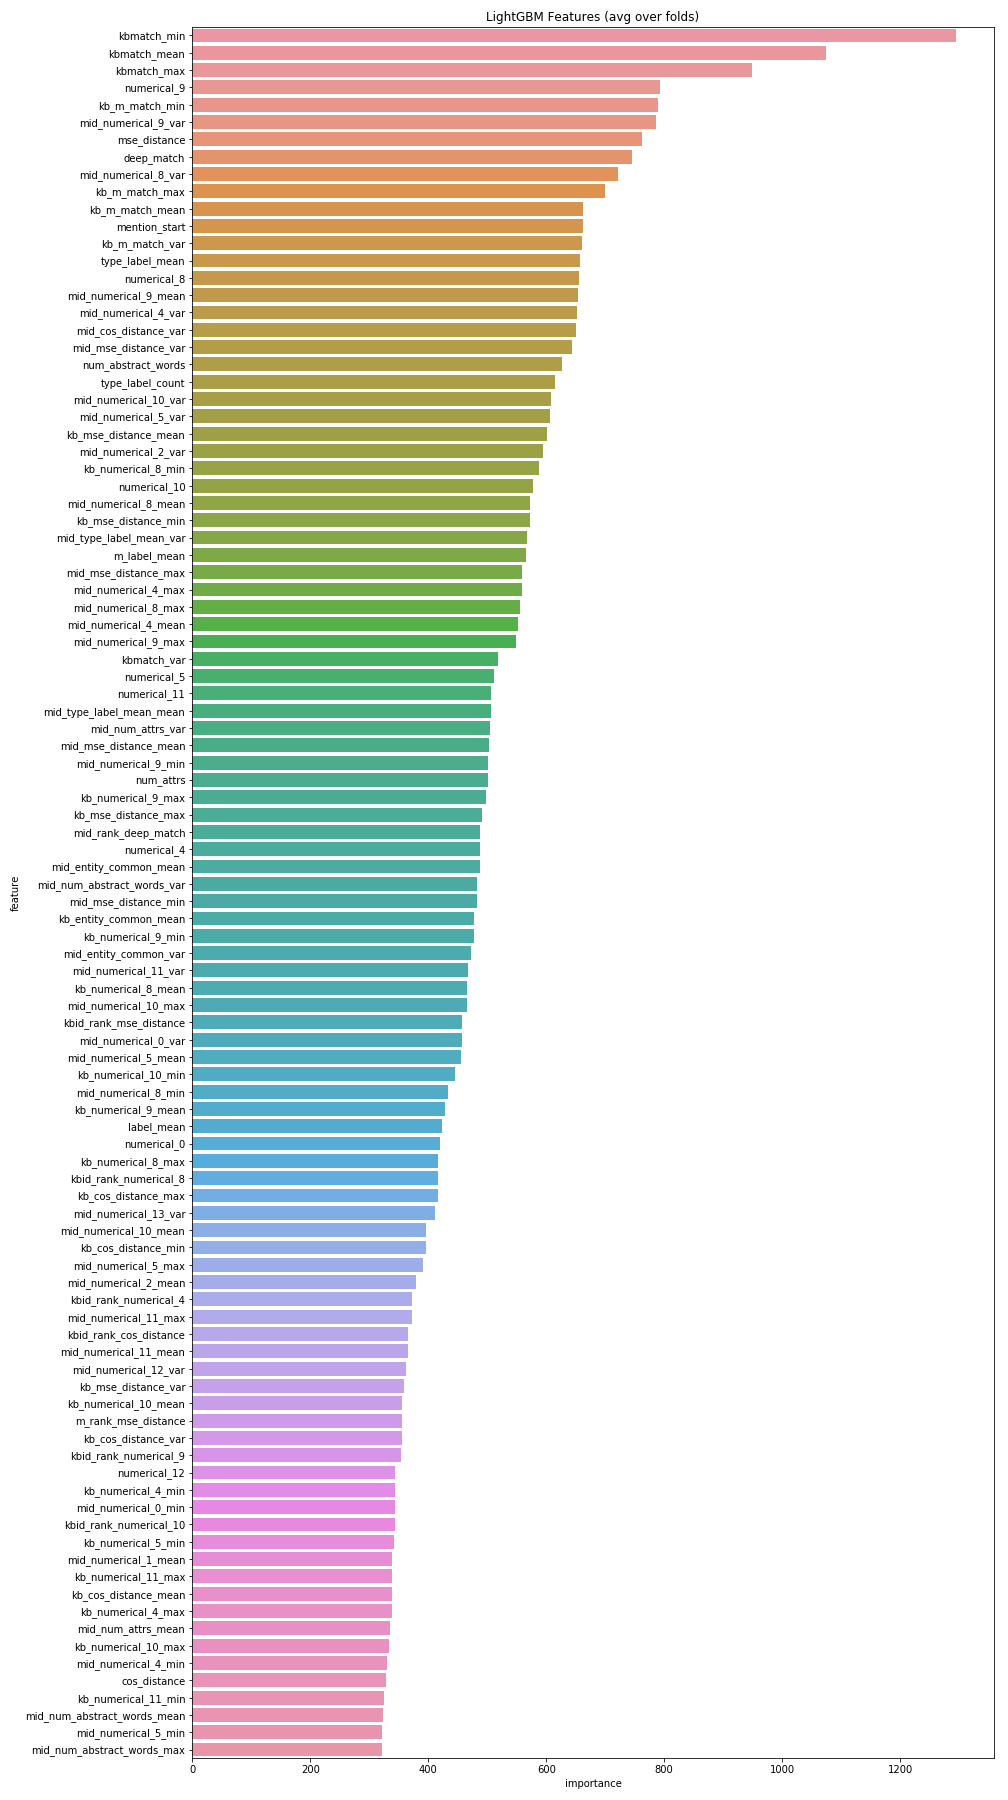 LightGBM Features (avg over folds)
kbmatch_min
kbmatch_mean
kbmatch_max
numerical_9
kb_m_match_min
mid_numerical_9_var
mse_distance
deep_match
mid_numerical_8_var
kb_m_match_max
kb_m_match_mean
mention_start
kb_m_match_var
type_label_mean
numerical_8
mid_numerical_9_mean
mid_numerical_4_var
mid_cos_distance_var
mid_mse_distance_var
num_abstract_words
type_label_count
mid_numerical_10_var
mid_numerical_5_var
kb_mse_distance_mean
mid_numerical_2_var
kb_numerical_8_min
numerical_10
mid_numerical_8_mean
kb_mse_distance_min
mid_type_label_mean_var
m_label_mean
mid_mse_distance_max
mid_numerical_4_max
mid_numerical_8_max
mid_numerical_4_mean
mid_numerical_9_max
kbmatch_var
numerical_5
numerical_11
mid_type_label_mean_mean
mid_num_attrs_var
mid_mse_distance_mean
mid_numerical_9_min
num_attrs
kb_numerical_9_max
kb_mse_distance_max
mid_rank_deep_match
numerical_4
mid_entity_common_mean
mid_num_abstract_words_var
mid_mse_distance_min
kb_entity_common_mean
kb_numerical_9_min
mid_entity_common_var
mid_numerical_11_var
kb_numerical_8_mean
mid_numerical_10_max
kbid_rank_mse_distance
mid_numerical_0_var
mid_numerical_5_mean
kb_numerical_10_min
mid_numerical_8_min
kb_numerical_9_mean
label_mean
numerical_0
kb_numerical_8_max
kbid_rank_numerical_8
kb_cos_distance_max
mid_numerical_13_var
mid_numerical_10_mean
kb_cos_distance_min
mid_numerical_5_max
mid_numerical_2_mean
kbid_rank_numerical_4
mid_numerical_11_max
kbid_rank_cos_distance
mid_numerical_11_mean
mid_numerical_12_var
kb_mse_distance_var
kb_numerical_10_mean
m_rank_mse_distance
kb_cos_distance_var
kbid_rank_numerical_9
numerical_12
kb_numerical_4_min
mid_numerical_0_min
kbid_rank_numerical_10
kb_numerical_5_min
mid_numerical_1_mean
kb_numerical_11_max
kb_cos_distance_mean
kb_numerical_4_max
mid_num_attrs_mean
kb_numerical_10_max
mid_numerical_4_min
cos_distance
kb_numerical_11_min
mid_num_abstract_words_mean
mid_numerical_5_min
mid_num_abstract_words_max
feature
0 200 400 600 800 1000 1200
importance